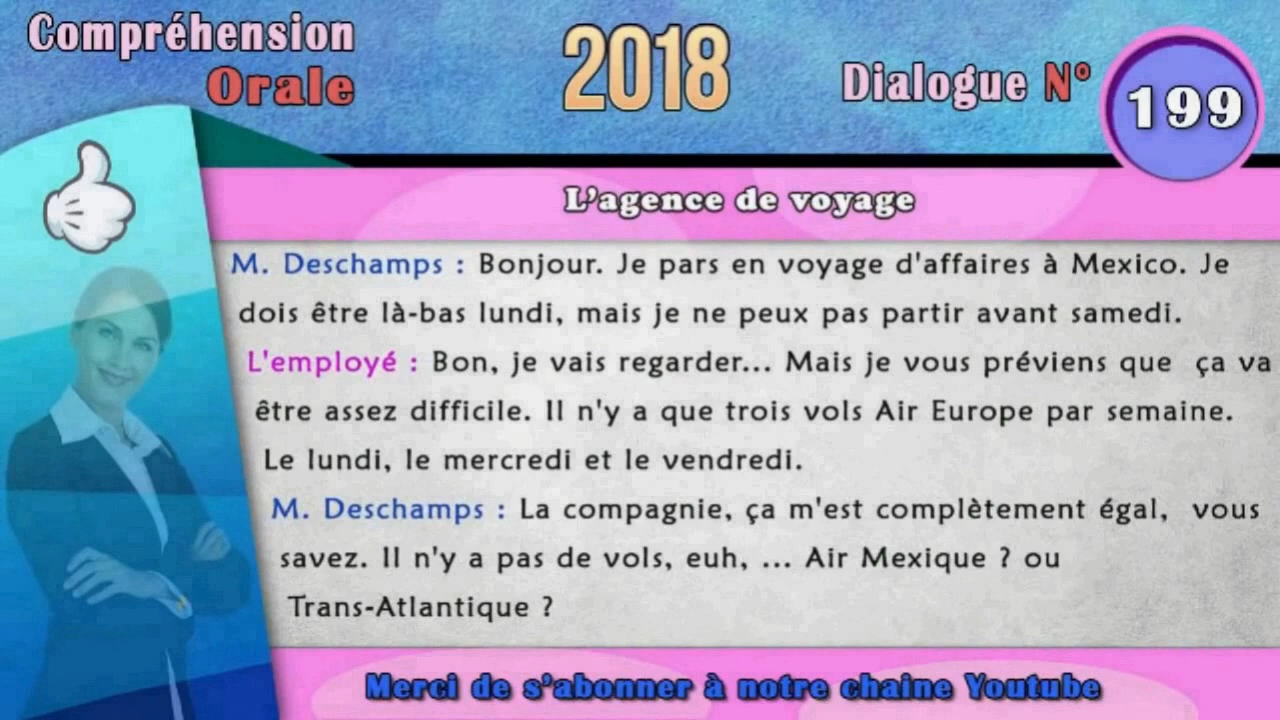 Compréhension
Orale
2018
Dialogue N°
199
L'agence de voyage
M. Deschamps : Bonjour. Je pars en voyage d'affaires à Mexico. Je
dois être là-bas lundi, mais je ne peux pas partir avant samedi.
L'employé : Bon, je vais regarder... Mais je vous préviens que ça va
être assez difficile. Il n'y a que trois vols Air Europe par semaine.
Le lundi, le mercredi et le vendredi.
M. Deschamps : La compagnie, ça m'est complètement égal, vous
savez. Il n'y a pas de vols, euh, ... Air Mexique ? ou
Trans-Atlantique ?
Merci de s'abonner à notre chaine Youtube